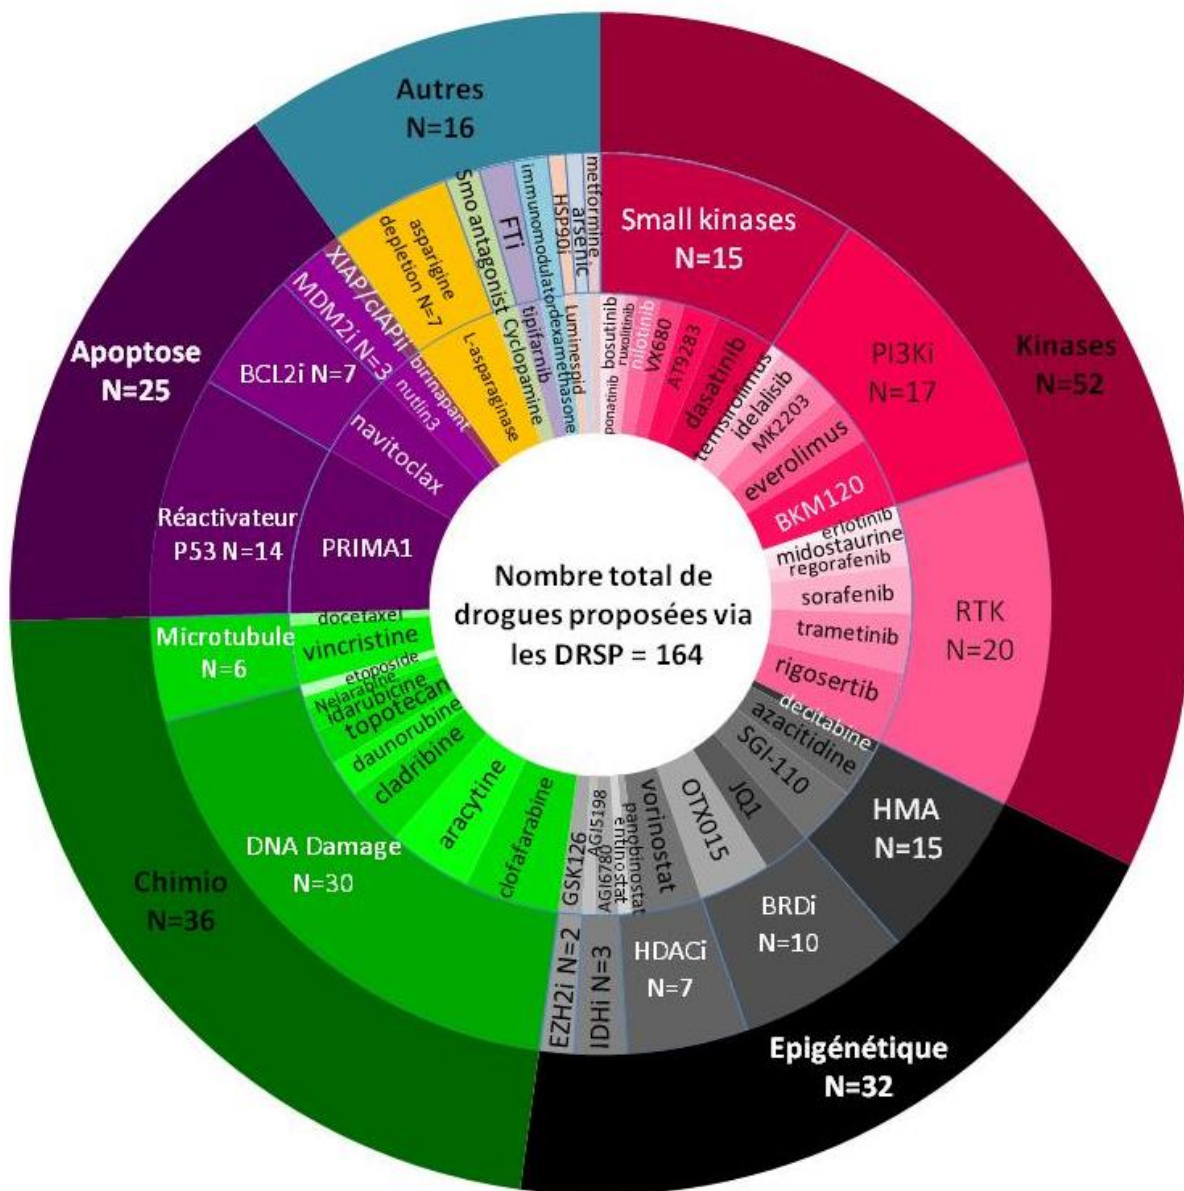 Autres
N=16
Kinases
N=52
Epigénétique
N=32
Chimio
N=36
Apoptose
N=25
Small kinases
N=15
PI3Ki
N=17
RTK
N=20
HMA
N=15
BRDi
N=10
HDACi
N=7
IDHi N=3
EZH2i N=2
DNA Damage
N=30
Microtubule
N=6
Réactivateur
P53 N=14
BCL2i N=7
MDM2i N=3
XIAP/cIAPi
asparigine
depletion N=7
Smo antagonist
FTi
immunomodulator
HSP90i
arsenic
metformine
ponatinib
bosutinib
ruxolitinib
nilotinib
VX680
AT9283
dasatinib
temsirolimus
idelalisib
MK2203
everolimus
BKM120
erlotinib
midostaurine
regorafenib
sorafenib
trametinib
rigosertib
decitabine
azacitidine
SGI-110
JQ1
OTX015
vorinostat
panobinostat
entinostat
AGI5198
AGI6780
GSK126
clofafarabine
aracytine
cladribine
daunorubine
topotecan
idarubicine
Nelarabine
etoposide
vincristine
docetaxel
PRIMA1
navitoclax
nutlin3
birinapant
L-asparaginase
Cyclopamine
tipifarnib
dexamethasone
Luminespid
Nombre total de
drogues proposées via
les DRSP = 164